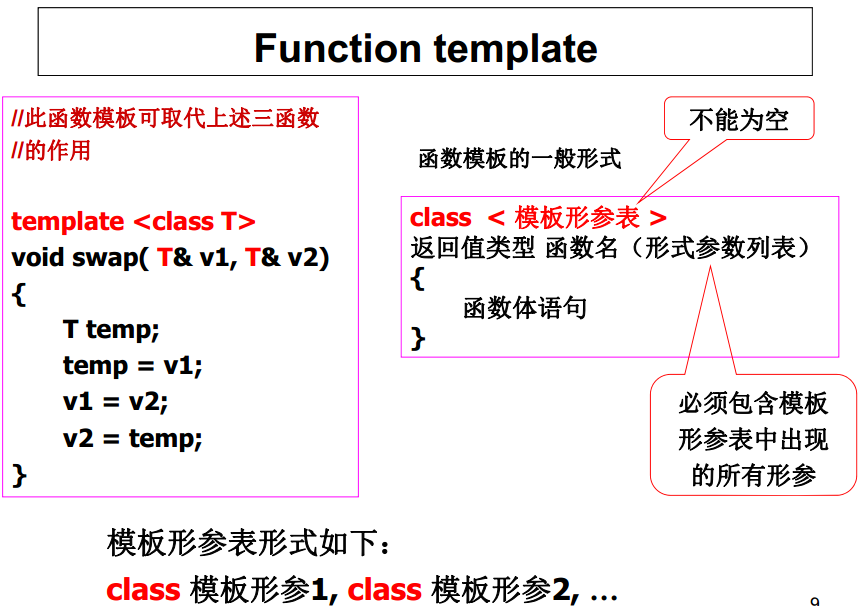 Function template
//此函数模板可取代上述三函数
//的作用
template <class T>
void swap( T& v1, T& v2)
{
T temp;
temp = v1;
v1 = v2;
v2 = temp;
}
不能为空
函数模板的一般形式
class < 模板形参表 >
返回值类型 函数名（形式参数列表）
{
函数体语句
}
必须包含模板
形参表中出现
的所有形参
模板形参表形式如下：
class 模板形参1, class 模板形参2, …
9